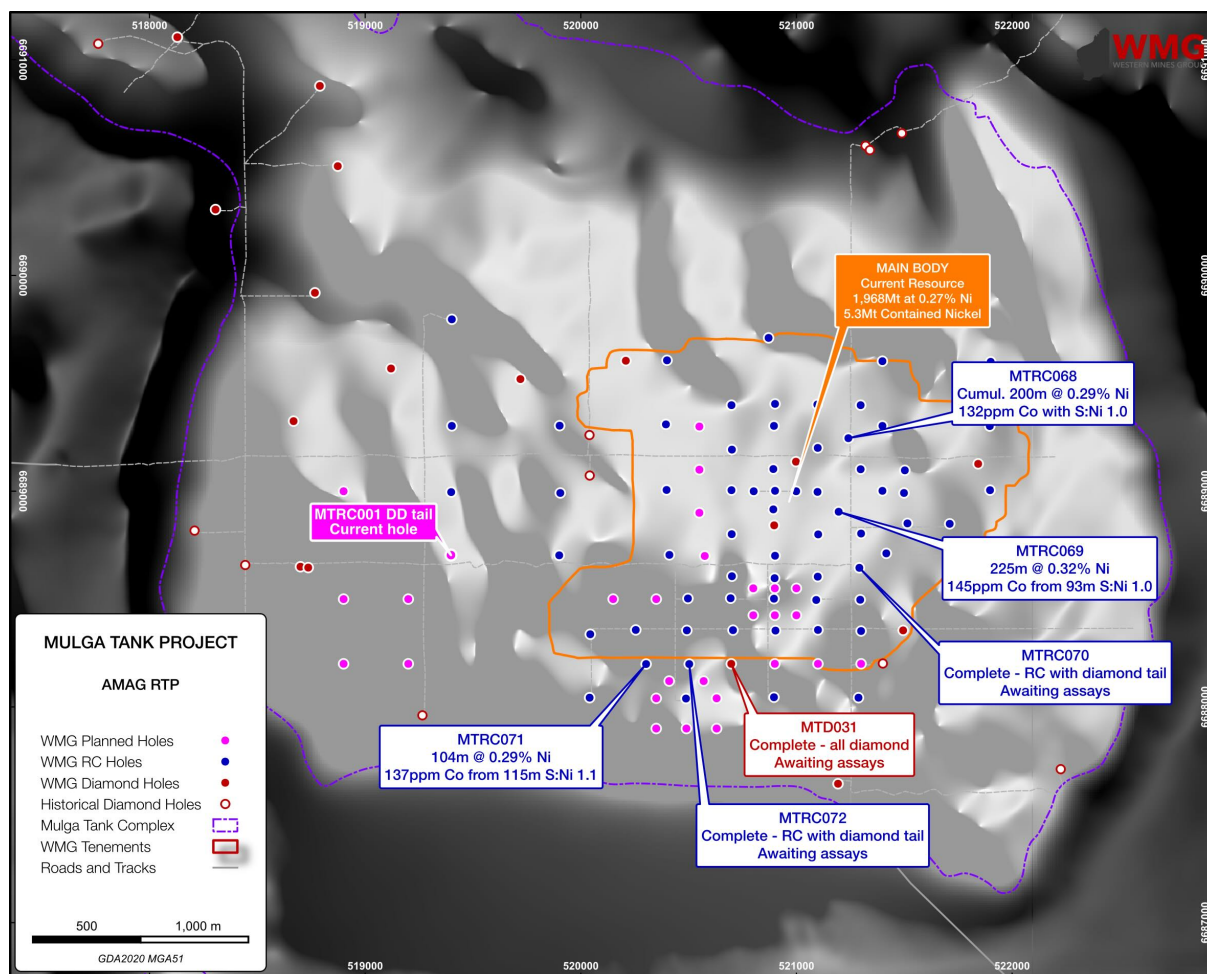 518000
519000
520000
521000
522000
6691000
6691000
WMG
WESTERN MINES GROUP
6690000
6690000
MAIN BODY
Current Resource
1,968Mt at 0.27% Ni
5.3Mt Contained Nickel
MTRC068
Cumul. 200m @ 0.29% Ni
132ppm Co with S:Ni 1.0
6689000
6689000
MTRC001 DD tail
Current hole
MTRC069
225m @ 0.32% Ni
145ppm Co from 93m S:Ni 1.0
MTRC070
Complete - RC with diamond tail
Awaiting assays
6688000
MTRC071
104m @ 0.29% Ni
137ppm Co from 115m S:Ni 1.1
MTD031
Complete - all diamond
Awaiting assays
MTRC072
Complete - RC with diamond tail
Awaiting assays
MULGA TANK PROJECT
AMAG RTP
WMG Planned Holes
WMG RC Holes
WMG Diamond Holes
Historical Diamond Holes
Mulga Tank Complex
WMG Tenements
Roads and Tracks
500
1,000 m
GDA2020 MGA51
6687000
519000
520000
521000
522000